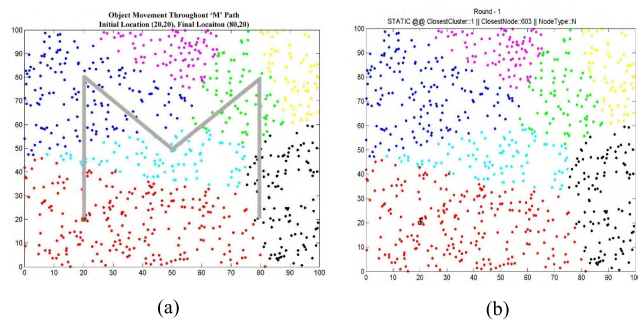 Object Movement Throughout 'M' Path
Initial Location (20,20), Final Locaiton (80,20)
100
90
80
70
60
50
40
30
20
10
0
0 10 20 30 40 50 60 70 80 90 100
(a)
Round - 1
STATIC @@ ClosestCluster::1 || ClosestNode::603 || NodeType::N
100
90
80
70
60
50
40
30
20
10
0
0 10 20 30 40 50 60 70 80 90 100
(b)